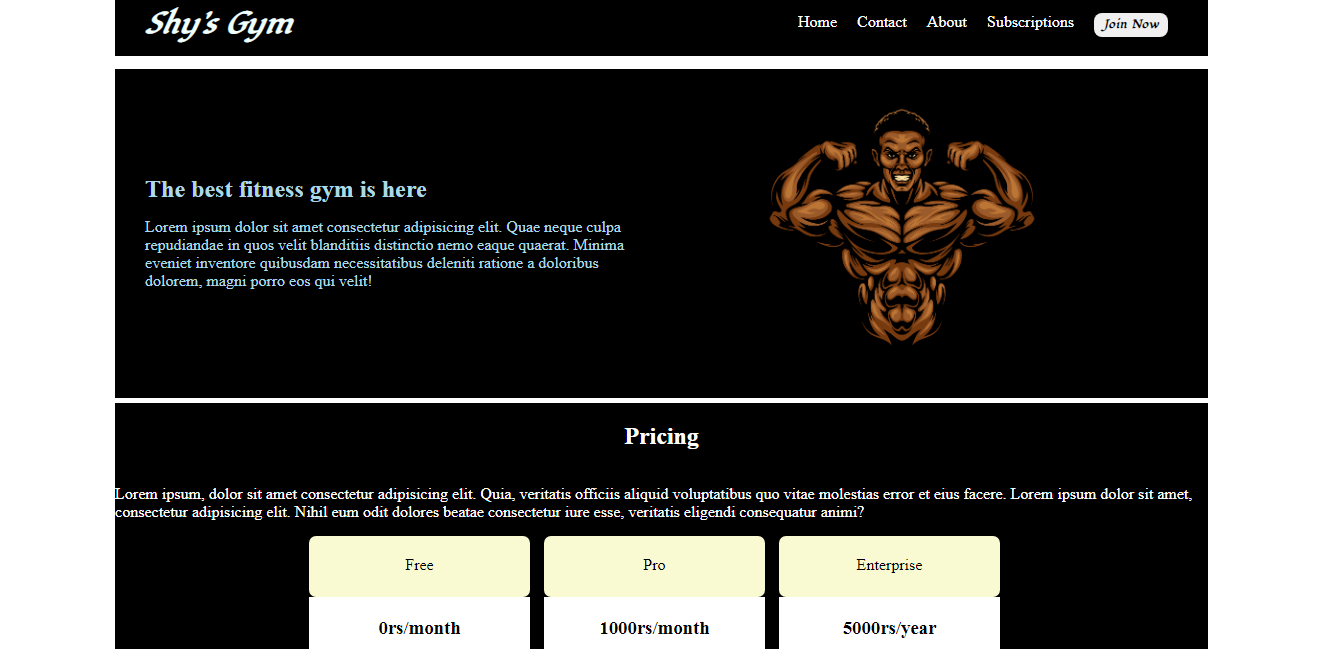 Shy's Gym
Home Contact About Subscriptions Join Now
The best fitness gym is here
Lorem ipsum dolor sit amet consectetur adipisicing elit. Quae neque culpa
repudiandae in quos velit blanditiis distinctio nemo eaque quaerat. Minima
eveniet inventore quibusdam necessitatibus deleniti ratione a doloribus
dolorem, magni porro eos qui velit!
Pricing
Lorem ipsum, dolor sit amet consectetur adipisicing elit. Quia, veritatis officiis aliquid voluptatibus quo vitae molestias error et eius facere. Lorem ipsum dolor sit amet,
consectetur adipisicing elit. Nihil eum odit dolores beatae consectetur iure esse, veritatis eligendi consequatur animi?
Free Pro Enterprise
0rs/month 1000rs/month 5000rs/year